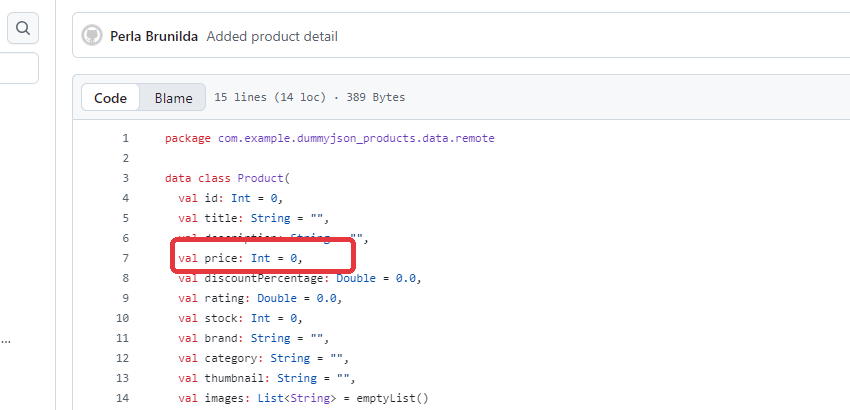 Perla Brunilda Added product detail
Code Blame 15 lines (14 loc) · 389 Bytes
1 package com.example.dummyjson_products.data.remote
2
3 data class Product(
4 val id: Int = 0,
5 val title: String = "",
6 val description: String = "",
7 val price: Int = 0,
8 val discountPercentage: Double = 0.0,
9 val rating: Double = 0.0,
10 val stock: Int = 0,
11 val brand: String = "",
12 val category: String = "",
13 val thumbnail: String = "",
14 val images: List<String> = emptyList()
...